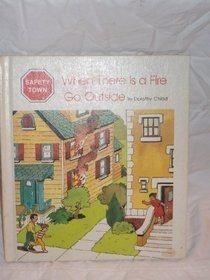 SAFETY
TOWN
When There is a Fire
Go Outside by Dorothy Chlad